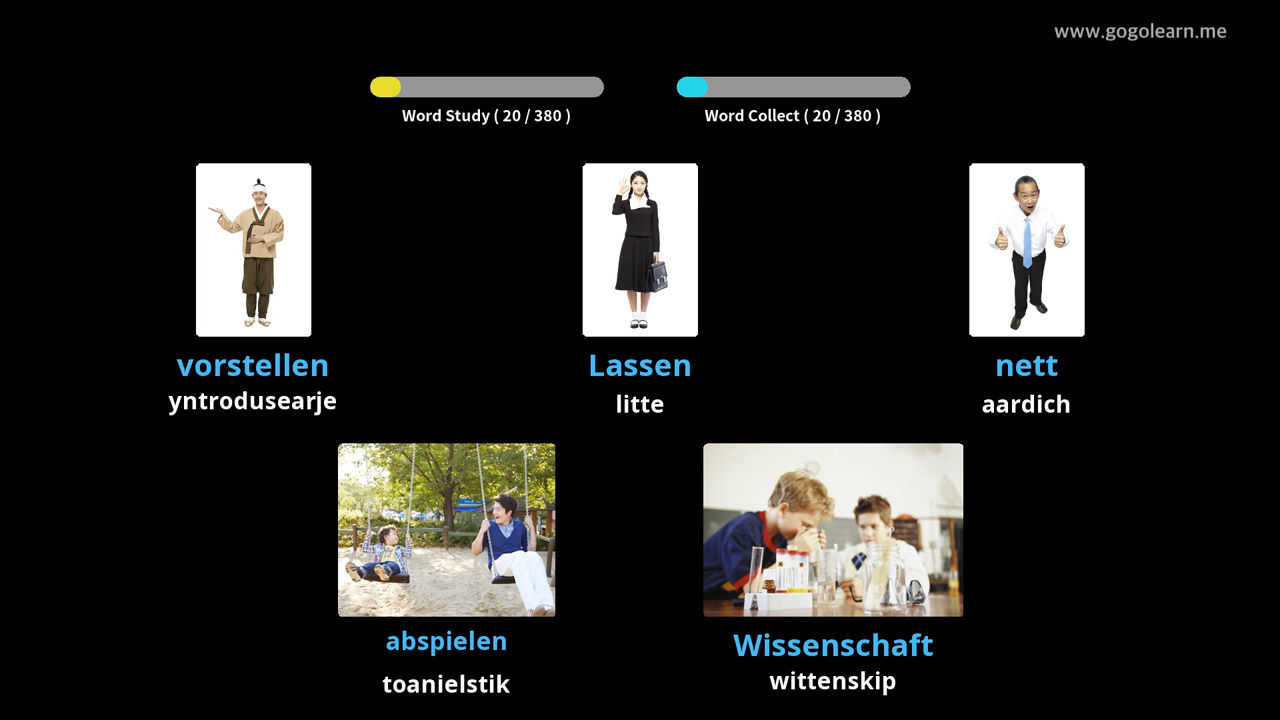 www.gogolearn.me
Word Study ( 20 / 380 )
Word Collect ( 20 / 380 )
vorstellen
yntrodusearje
Lassen
litte
nett
aardich
abspielen
toanielstik
Wissenschaft
wittenskip